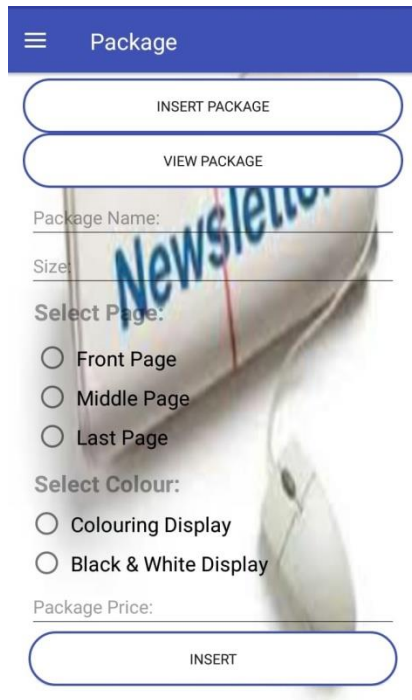 Package
INSERT PACKAGE
VIEW PACKAGE
Newsletter
Package Name:
Size:
Select Page:
Front Page
Middle Page
Last Page
Select Colour:
Colouring Display
Black & White Display
Package Price:
INSERT